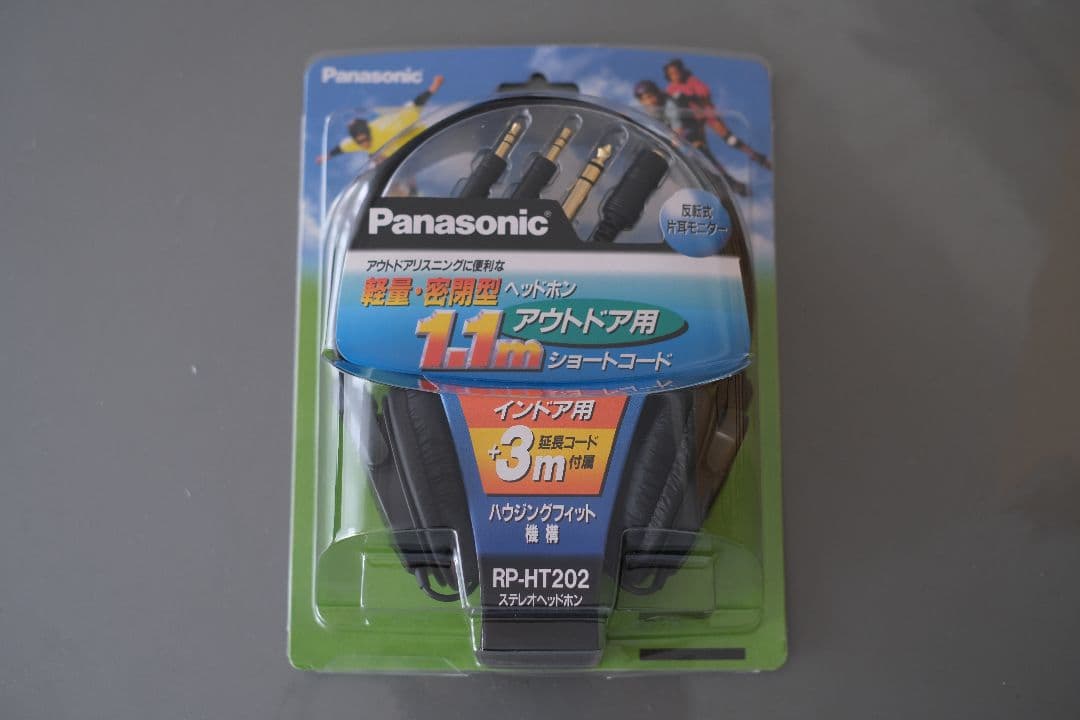 Panasonic
反転式
片耳モニター
Panasonic®
アウトドアリスニングに便利な
軽量・密閉型ヘッドホン
アウトドア用
1.1mショートコード
インドア用
+3m延長コード付属
ハウジングフィット
機構
RP-HT202
ステレオヘッドホン